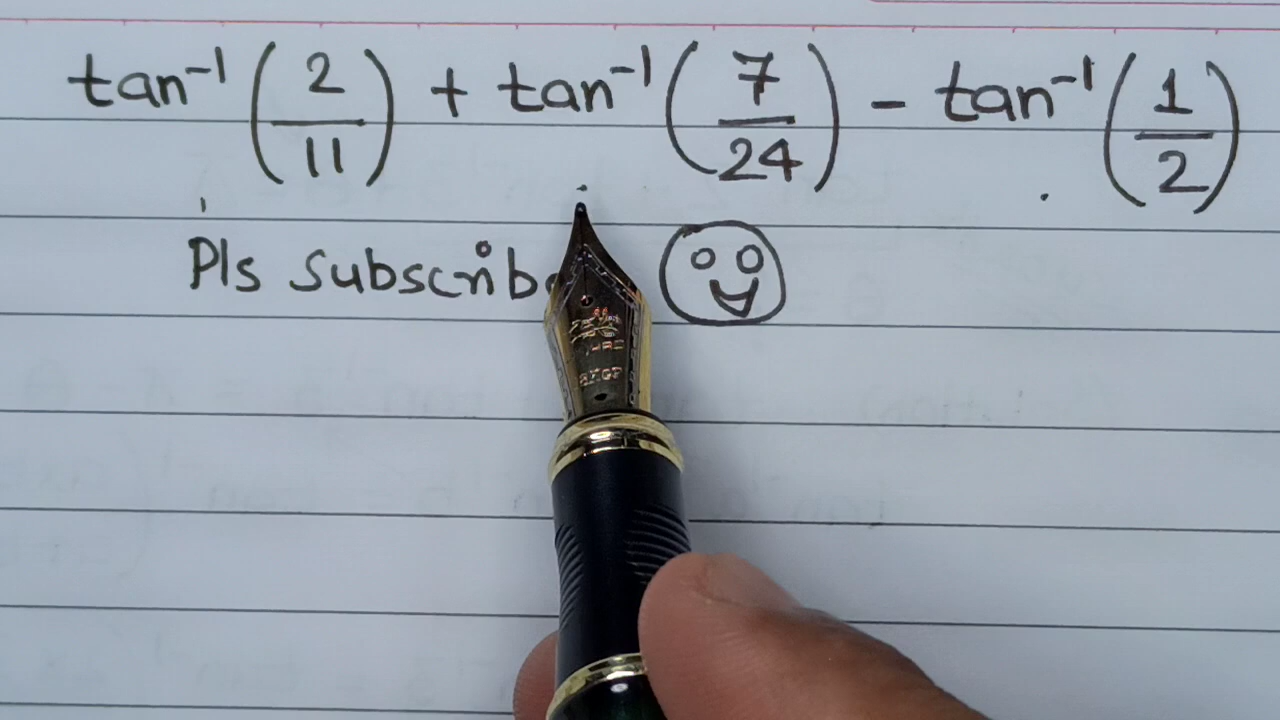 tan⁻¹(2/11) + tan⁻¹(7/24) - tan⁻¹(1/2)
Pls subscribe